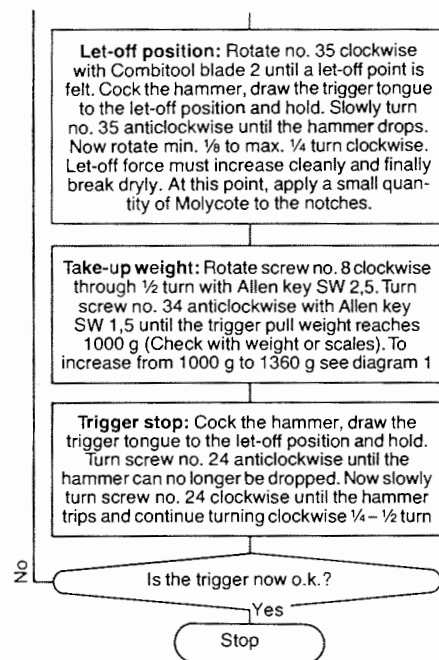 Let-off position: Rotate no. 35 clockwise
with Combitool blade 2 until a let-off point is
felt. Cock the hammer, draw the trigger tongue
to the let-off position and hold. Slowly turn
no. 35 anticlockwise until the hammer drops.
Now rotate min. ⅛ to max. ¼ turn clockwise.
Let-off force must increase cleanly and finally
break dryly. At this point, apply a small quan-
tity of Molycote to the notches.
Take-up weight: Rotate screw no. 8 clockwise
through ½ turn with Allen key SW 2,5. Turn
screw no. 34 anticlockwise with Allen key
SW 1,5 until the trigger pull weight reaches
1000 g (Check with weight or scales). To
increase from 1000 g to 1360 g see diagram 1
Trigger stop: Cock the hammer, draw the
trigger tongue to the let-off position and hold.
Turn screw no. 24 anticlockwise until the
hammer can no longer be dropped. Now slowly
turn screw no. 24 clockwise until the hammer
trips and continue turning clockwise ¼ – ½ turn
No
Is the trigger now o.k.?
Yes
Stop